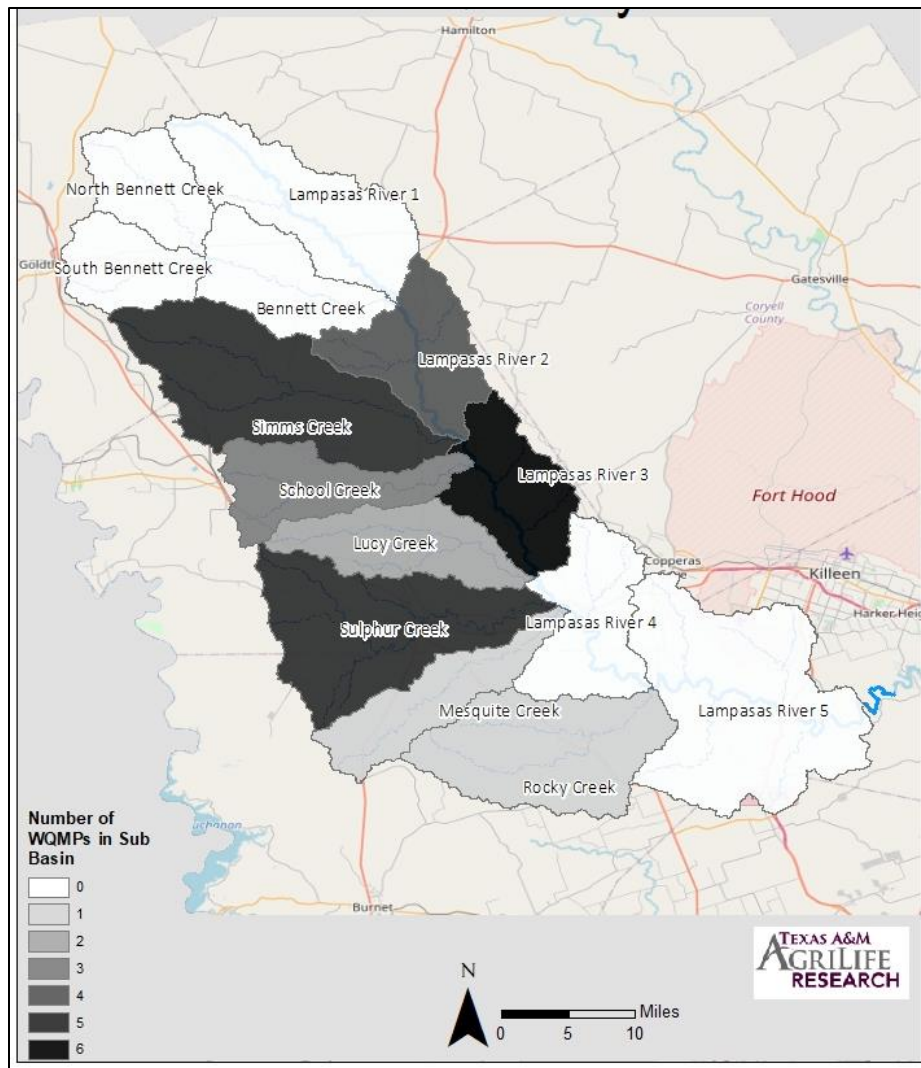 Hamilton
North Bennett Creek
Lampasas River 1
South Bennett Creek
Bennett Creek
Gatesville
Coryell
County
Lampasas River 2
Simms Creek
Lampasas River 3
School Creek
Fort Hood
Lucy Creek
Copperas
Killeen
Sulphur Creek
Lampasas River 4
Mesquite Creek
Lampasas River 5
Rocky Creek
Burnet
Number of
WQMPs in Sub
Basin
0
1
2
3
4
5
6
N
Miles
0 5 10
TEXAS A&M
AGRILIFE
RESEARCH